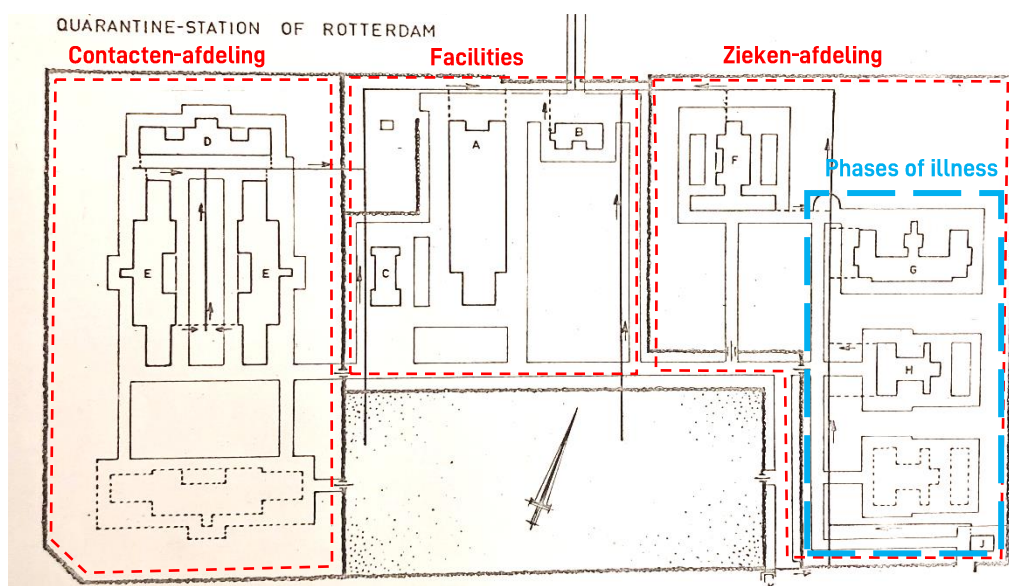 QUARANTINE-STATION OF ROTTERDAM
Contacten-afdeling
Facilities
Zieken-afdeling
Phases of illness
D
A
B
F
E
E
C
G
H
J